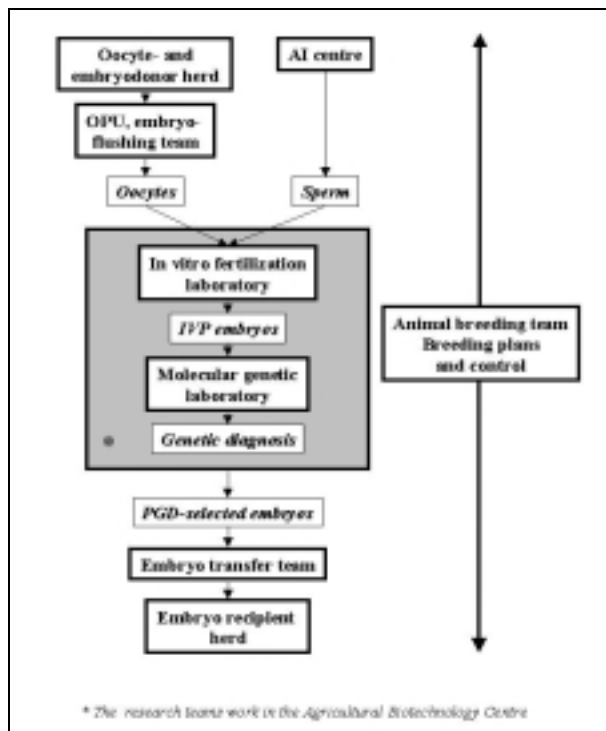 Oocyte- and
embryodonor herd
AI centre
OPU, embryo-
flushing team
Oocytes
Sperm
In vitro fertilization
laboratory
IVP embryos
Molecular genetic
laboratory
Genetic diagnosis
*
PGD-selected embryos
Embryo transfer team
Embryo recipient
herd
Animal breeding team
Breeding plans
and control
* The research teams work in the Agricultural Biotechnology Centre